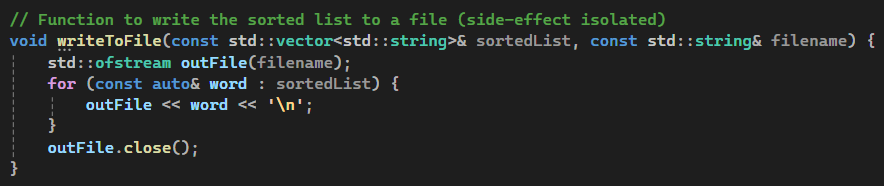 // Function to write the sorted list to a file (side-effect isolated)
void writeToFile(const std::vector<std::string>& sortedList, const std::string& filename) {
    std::ofstream outFile(filename);
    for (const auto& word : sortedList) {
        outFile << word << '\n';
    }
    outFile.close();
}